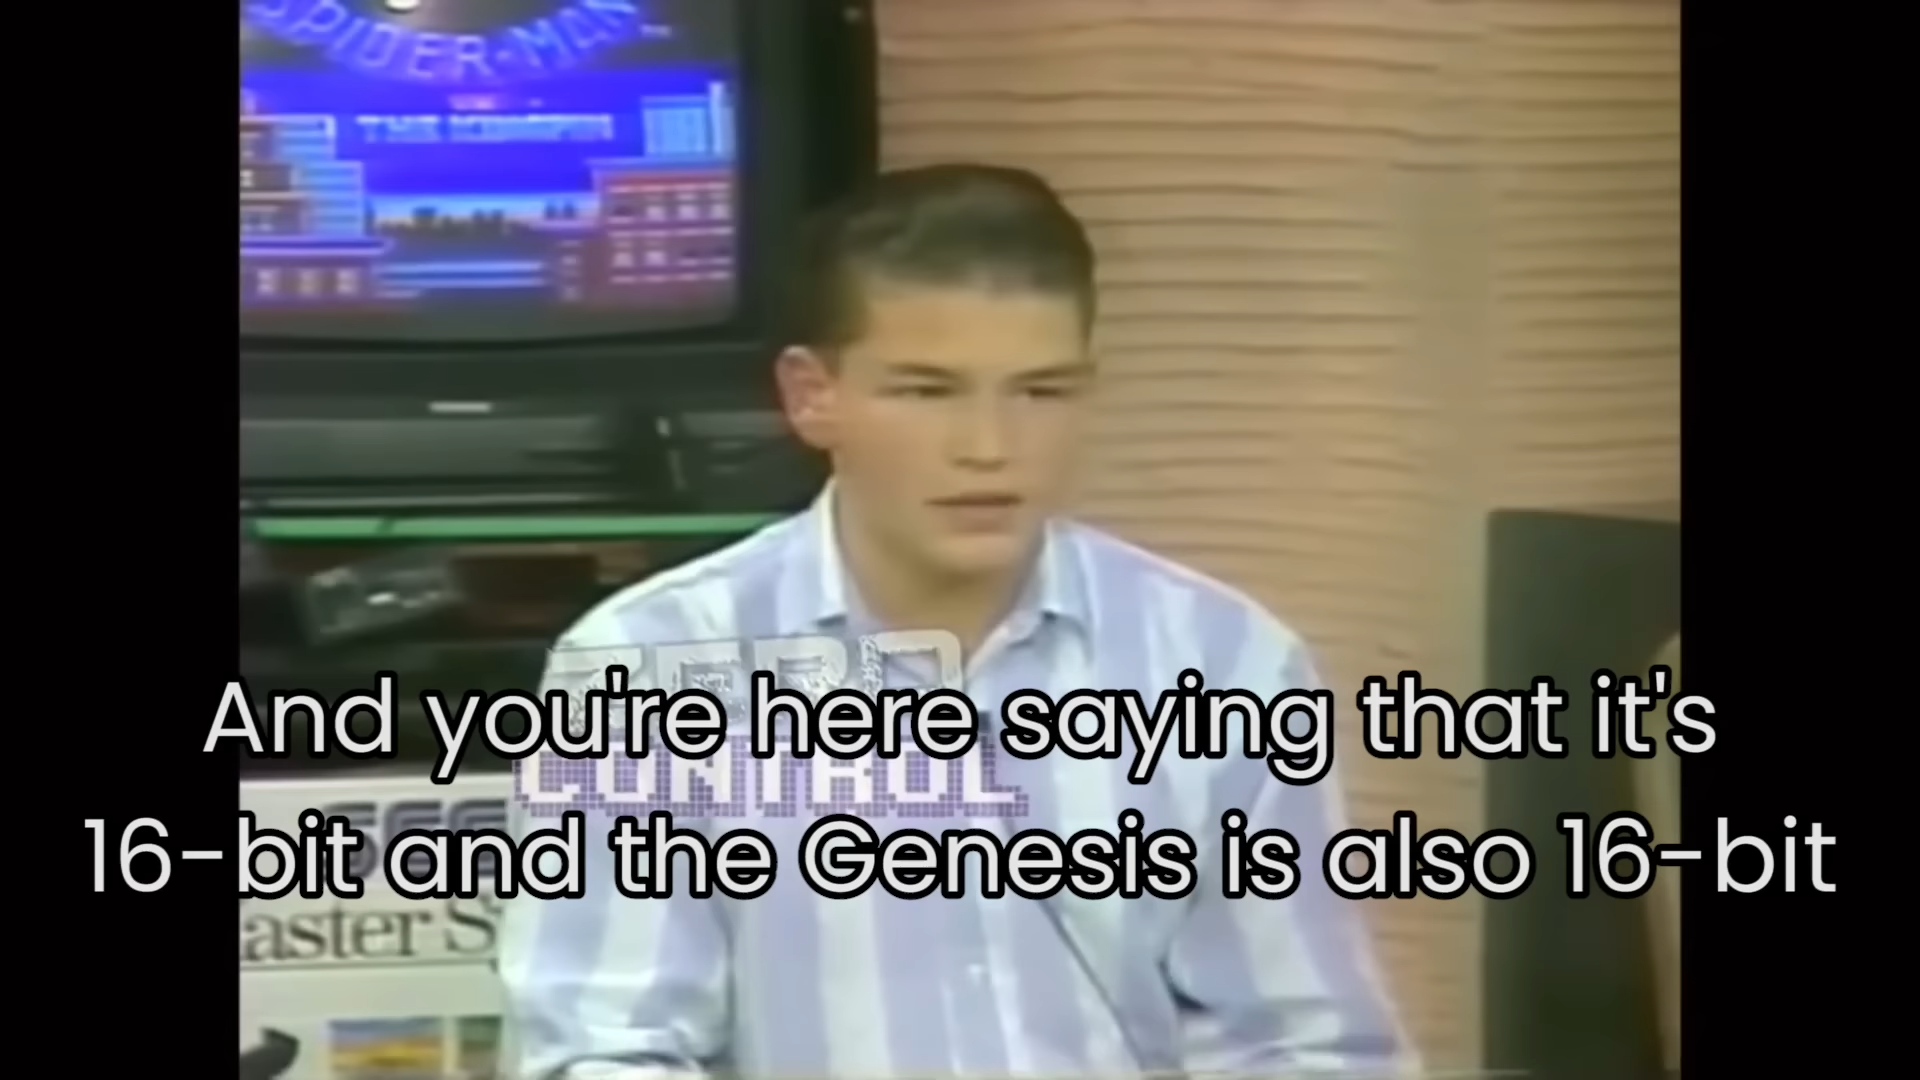 SPIDER-MAN
And you're here saying that it's
ZERO
CONTROL
16-bit and the Genesis is also 16-bit
aster S